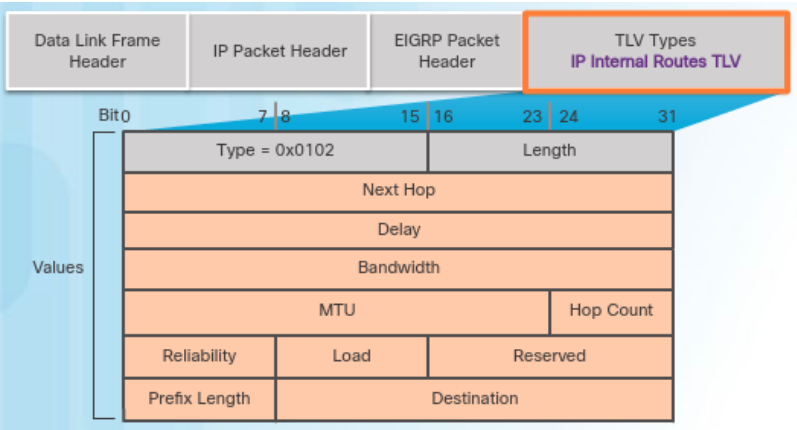 Data Link Frame
Header
IP Packet Header
EIGRP Packet
Header
TLV Types
IP Internal Routes TLV
Bit0 7 8 15 16 23 24 31
Type = 0x0102 Length
Next Hop
Delay
Values Bandwidth
MTU Hop Count
Reliability Load Reserved
Prefix Length Destination